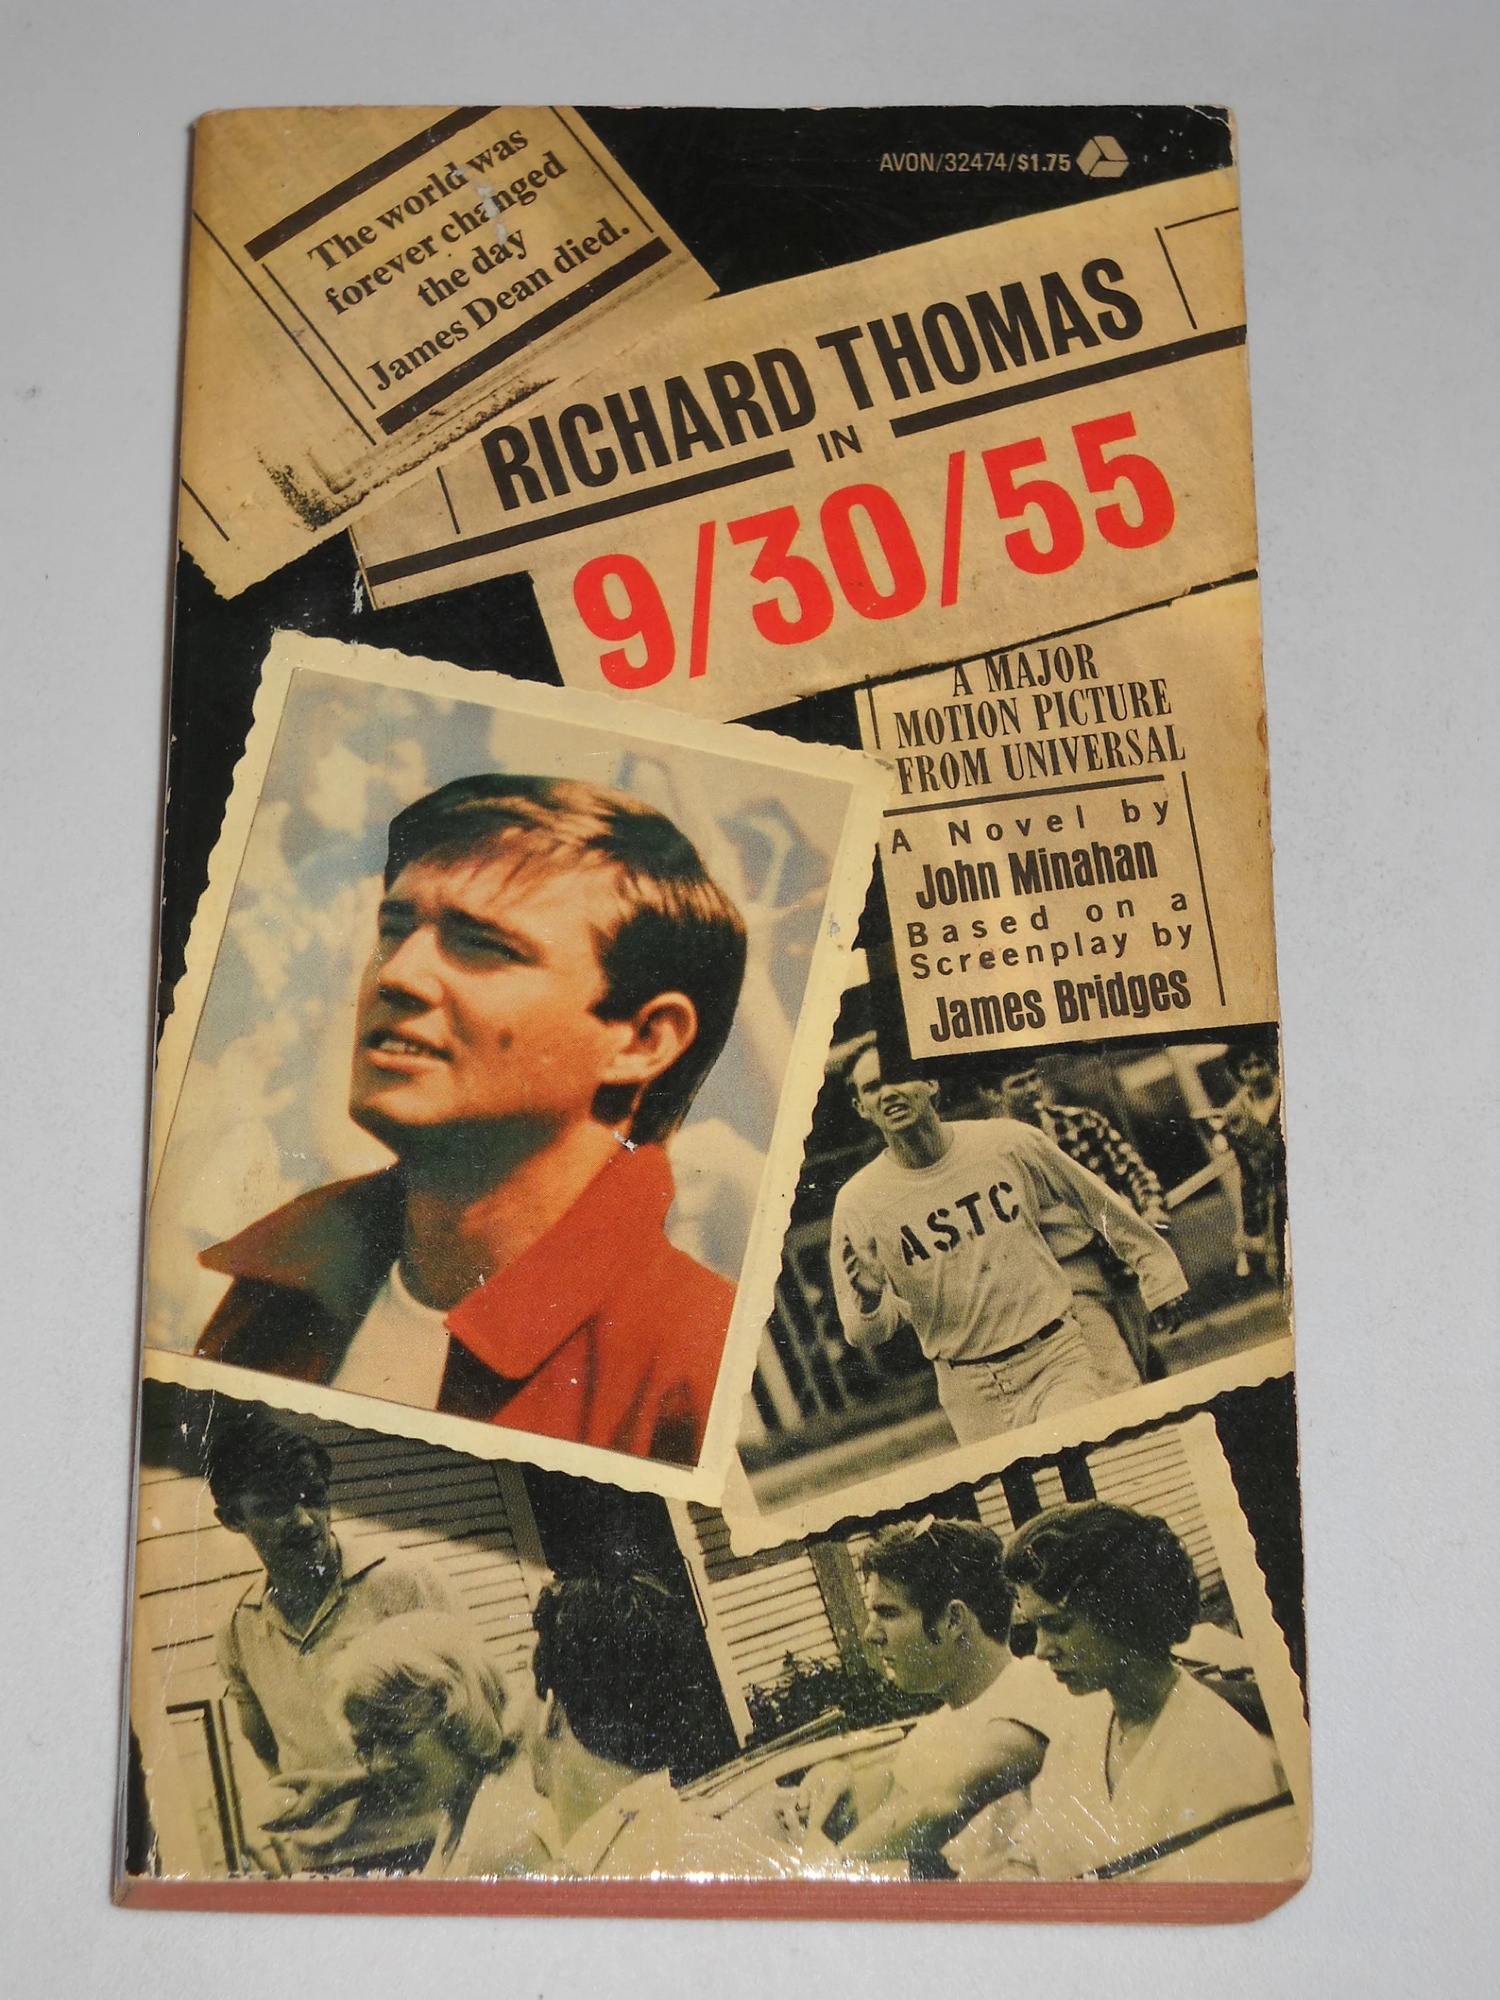 The world was
forever changed
the day
James Dean died.
AVON/32474/$1.75
RICHARD THOMAS
IN
9/30/55
A MAJOR
MOTION PICTURE
FROM UNIVERSAL
A Novel by
John Minahan
Based on a
Screenplay by
James Bridges
ASTC